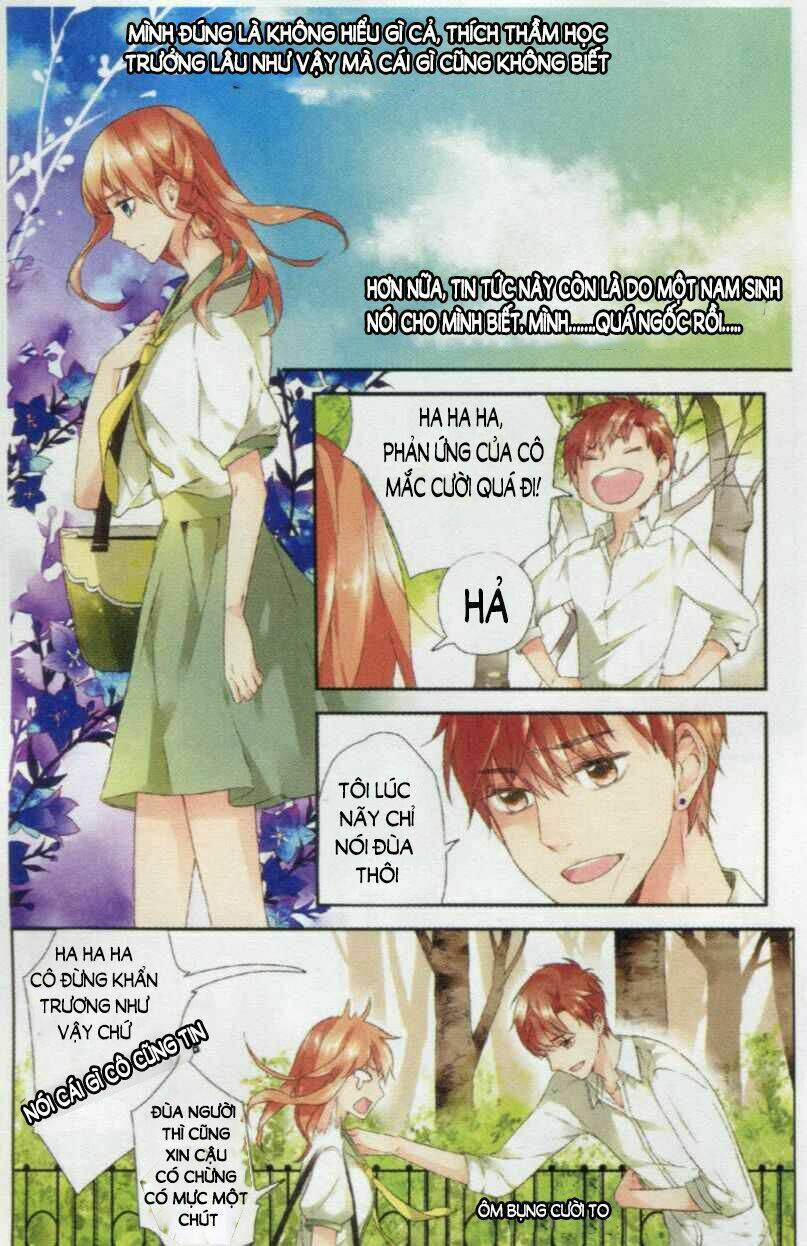 MÌNH ĐÚNG LÀ KHÔNG HIỂU GÌ CẢ, THÍCH THẦM HỌC
TRƯỞNG LÂU NHƯ VẬY MÀ CÁI GÌ CŨNG KHÔNG BIẾT
HƠN NỮA, TIN TỨC NÀY CÒN LÀ DO MỘT NAM SINH
NÓI CHO MÌNH BIẾT. MÌNH.......QUÁ NGỐC RỒI.....
HA HA HA,
PHẢN ỨNG CỦA CÔ
MẮC CƯỜI QUÁ ĐI!
HẢ
TÔI LÚC
NÃY CHỈ
NÓI ĐÙA
THÔI
HA HA HA
CÔ ĐỪNG KHẨN
TRƯƠNG NHƯ
VẬY CHỨ
NÓI CÁI GÌ CÔ CŨNG TIN
ĐÙA NGƯỜI
THÌ CŨNG
XIN CẬU
CÓ CHỪNG
CÓ MỰC MỘT
CHÚT
ÔM BỤNG CƯỜI TO